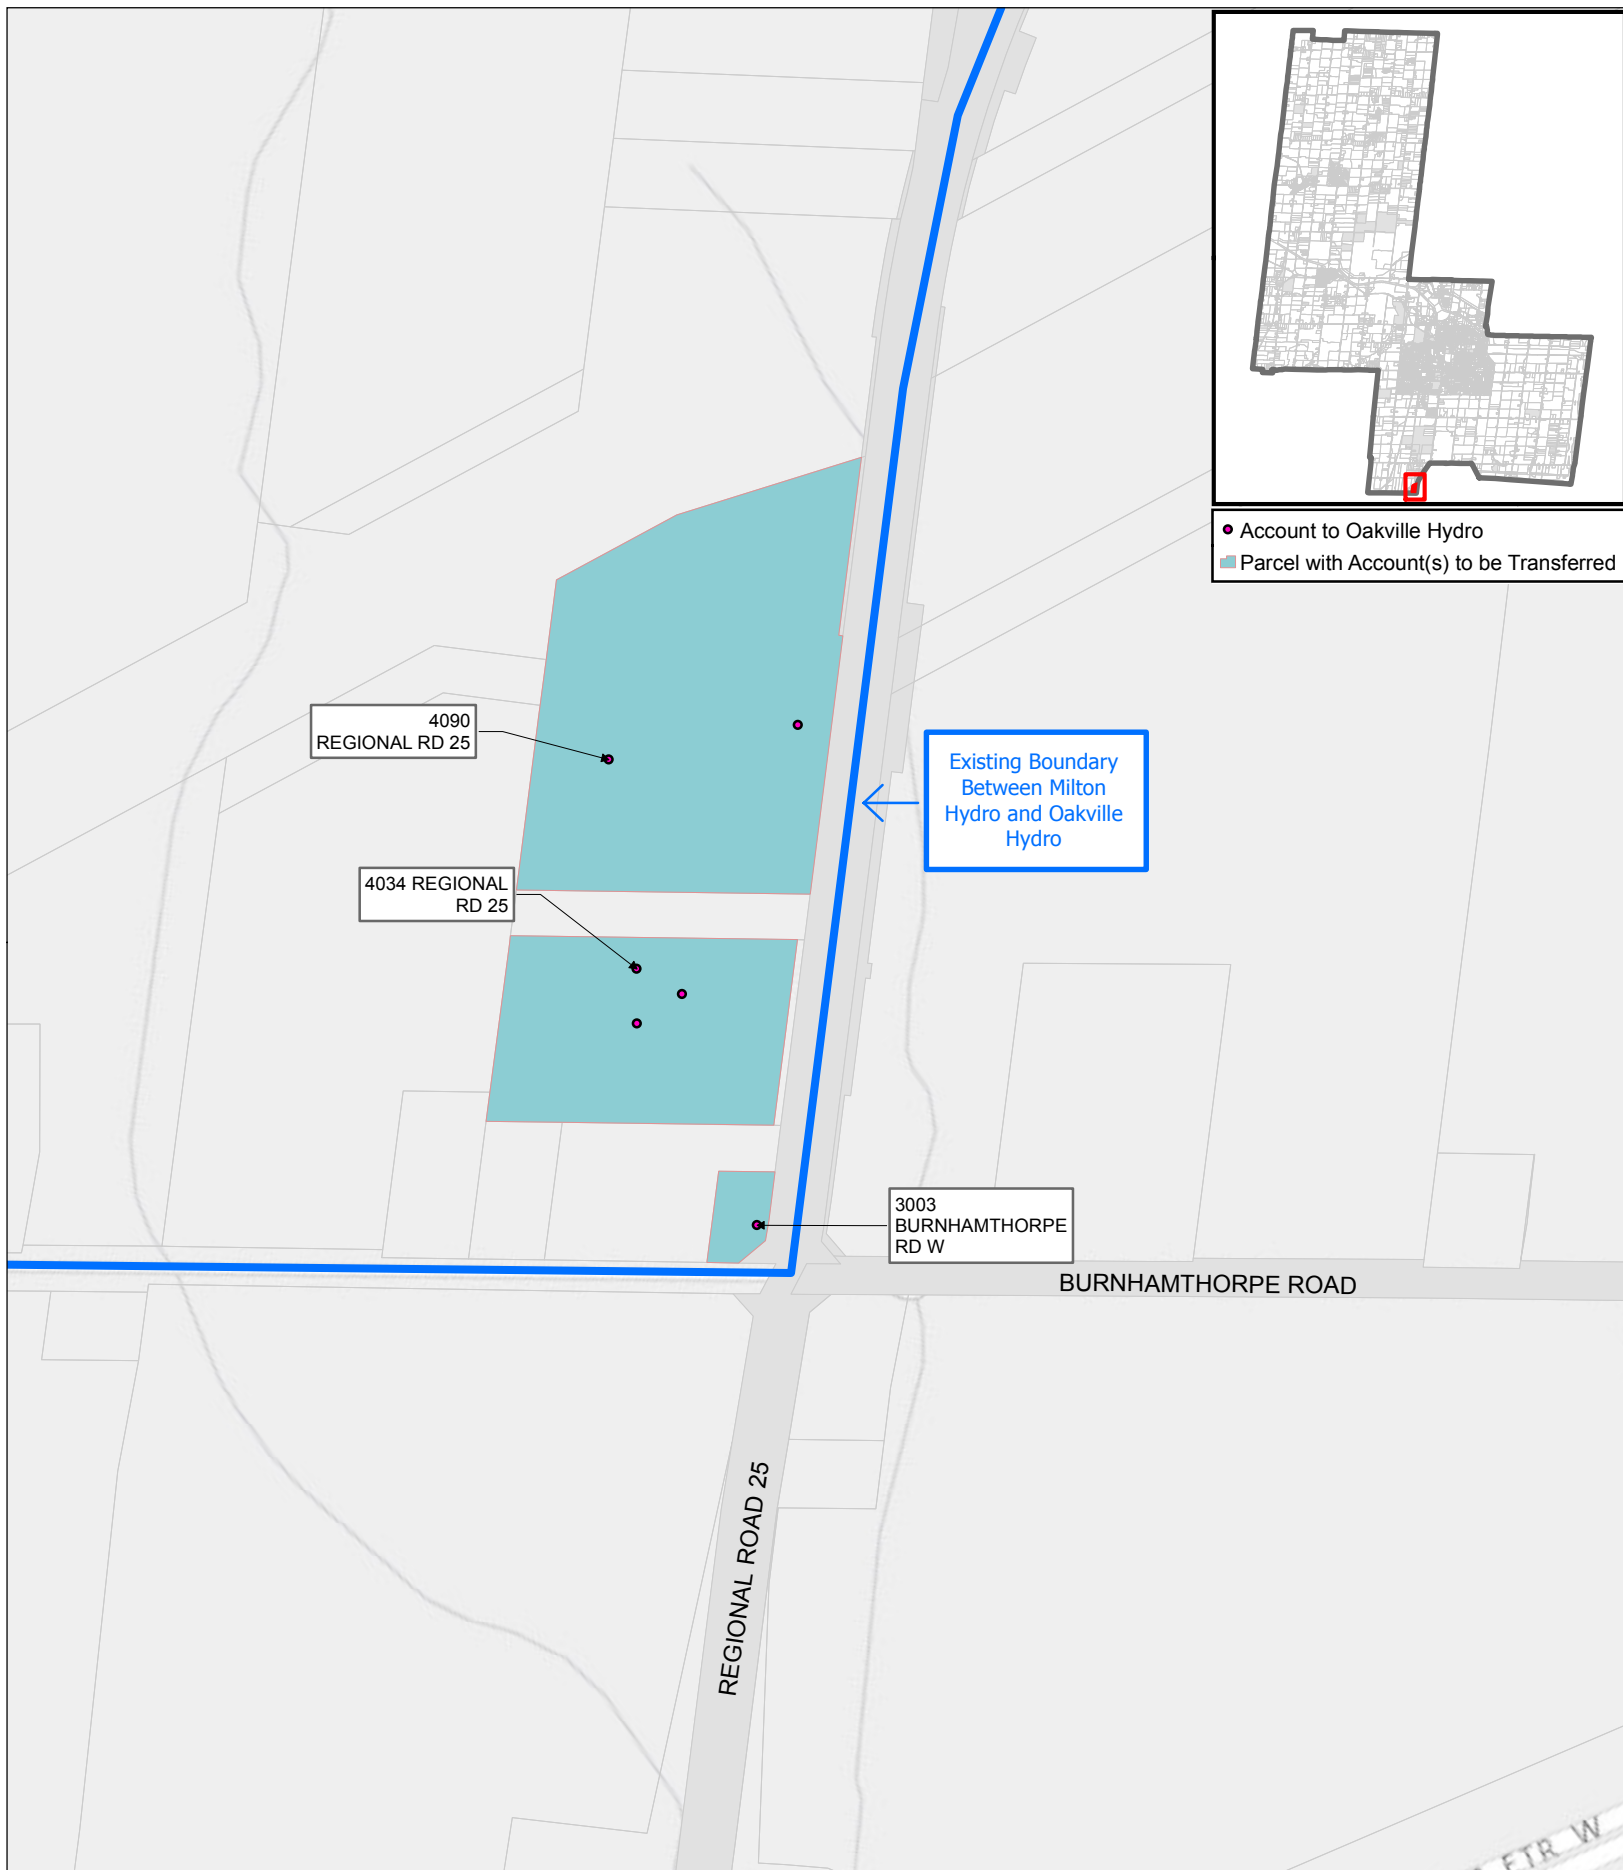 Account to Oakville Hydro
Parcel with Account(s) to be Transferred
4090
REGIONAL RD 25
Existing Boundary
Between Milton
Hydro and Oakville
Hydro
4034 REGIONAL
RD 25
3003
BURNHAMTHORPE
RD W
BURNHAMTHORPE ROAD
REGIONAL ROAD 25
ETR W